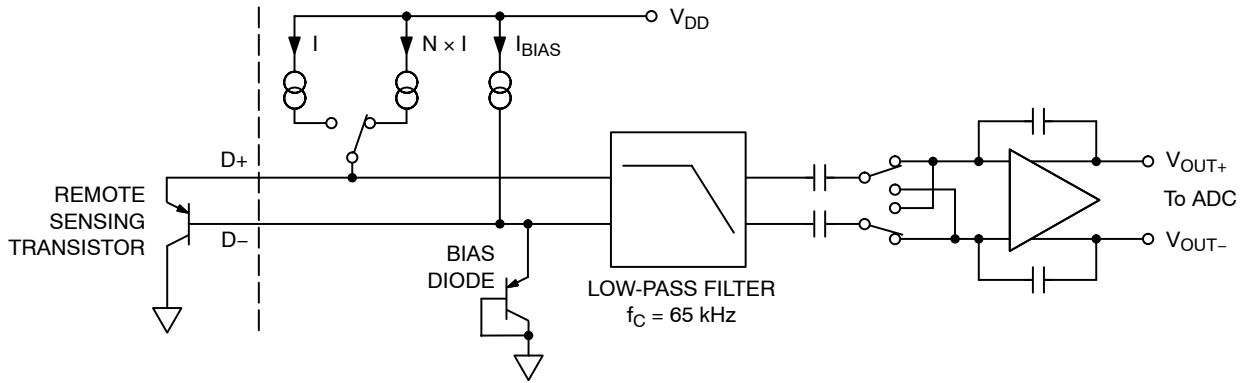 V_DD
I
N × I
I_BIAS
D+
REMOTE
SENSING
TRANSISTOR
D−
BIAS
DIODE
LOW-PASS FILTER
f_C = 65 kHz
V_OUT+
To ADC
V_OUT−